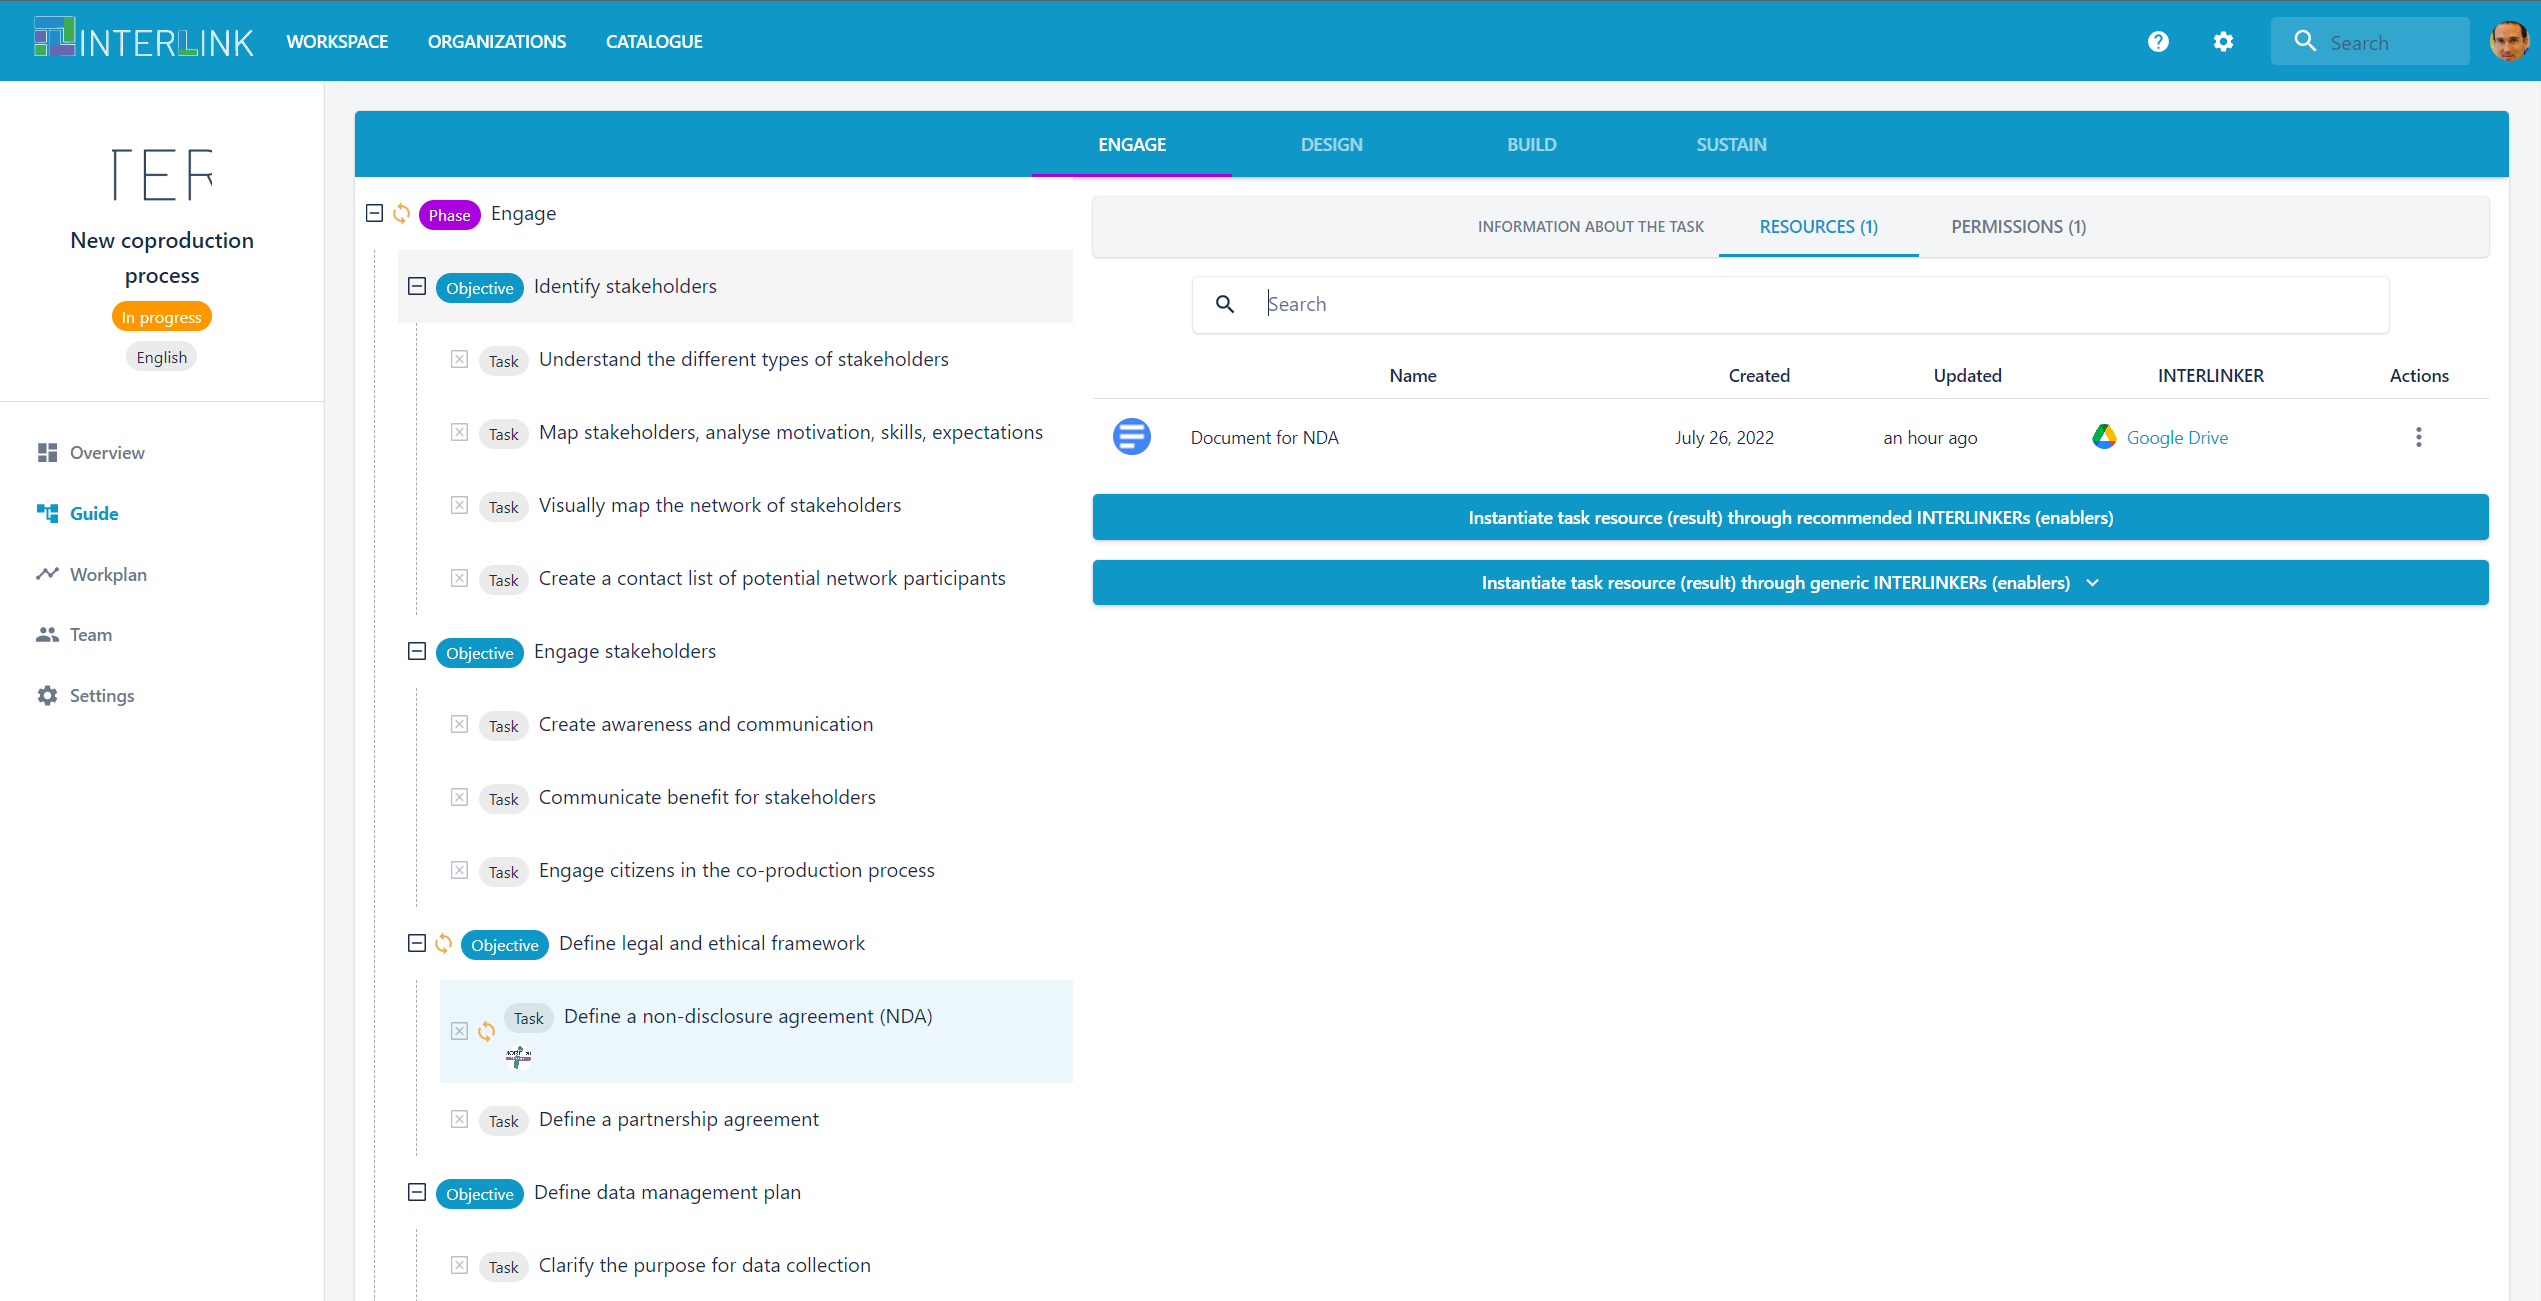 INTERLINK
WORKSPACE
ORGANIZATIONS
CATALOGUE
Search
TER
New coproduction
process
In progress
English
Overview
Guide
Workplan
Team
Settings
ENGAGE
DESIGN
BUILD
SUSTAIN
Phase Engage
Objective Identify stakeholders
Task Understand the different types of stakeholders
Task Map stakeholders, analyse motivation, skills, expectations
Task Visually map the network of stakeholders
Task Create a contact list of potential network participants
Objective Engage stakeholders
Task Create awareness and communication
Task Communicate benefit for stakeholders
Task Engage citizens in the co-production process
Objective Define legal and ethical framework
Task Define a non-disclosure agreement (NDA)
Task Define a partnership agreement
Objective Define data management plan
Task Clarify the purpose for data collection
INFORMATION ABOUT THE TASK
RESOURCES (1)
PERMISSIONS (1)
Search
Name Created Updated INTERLINKER Actions
Document for NDA July 26, 2022 an hour ago Google Drive
Instantiate task resource (result) through recommended INTERLINKERs (enablers)
Instantiate task resource (result) through generic INTERLINKERs (enablers)